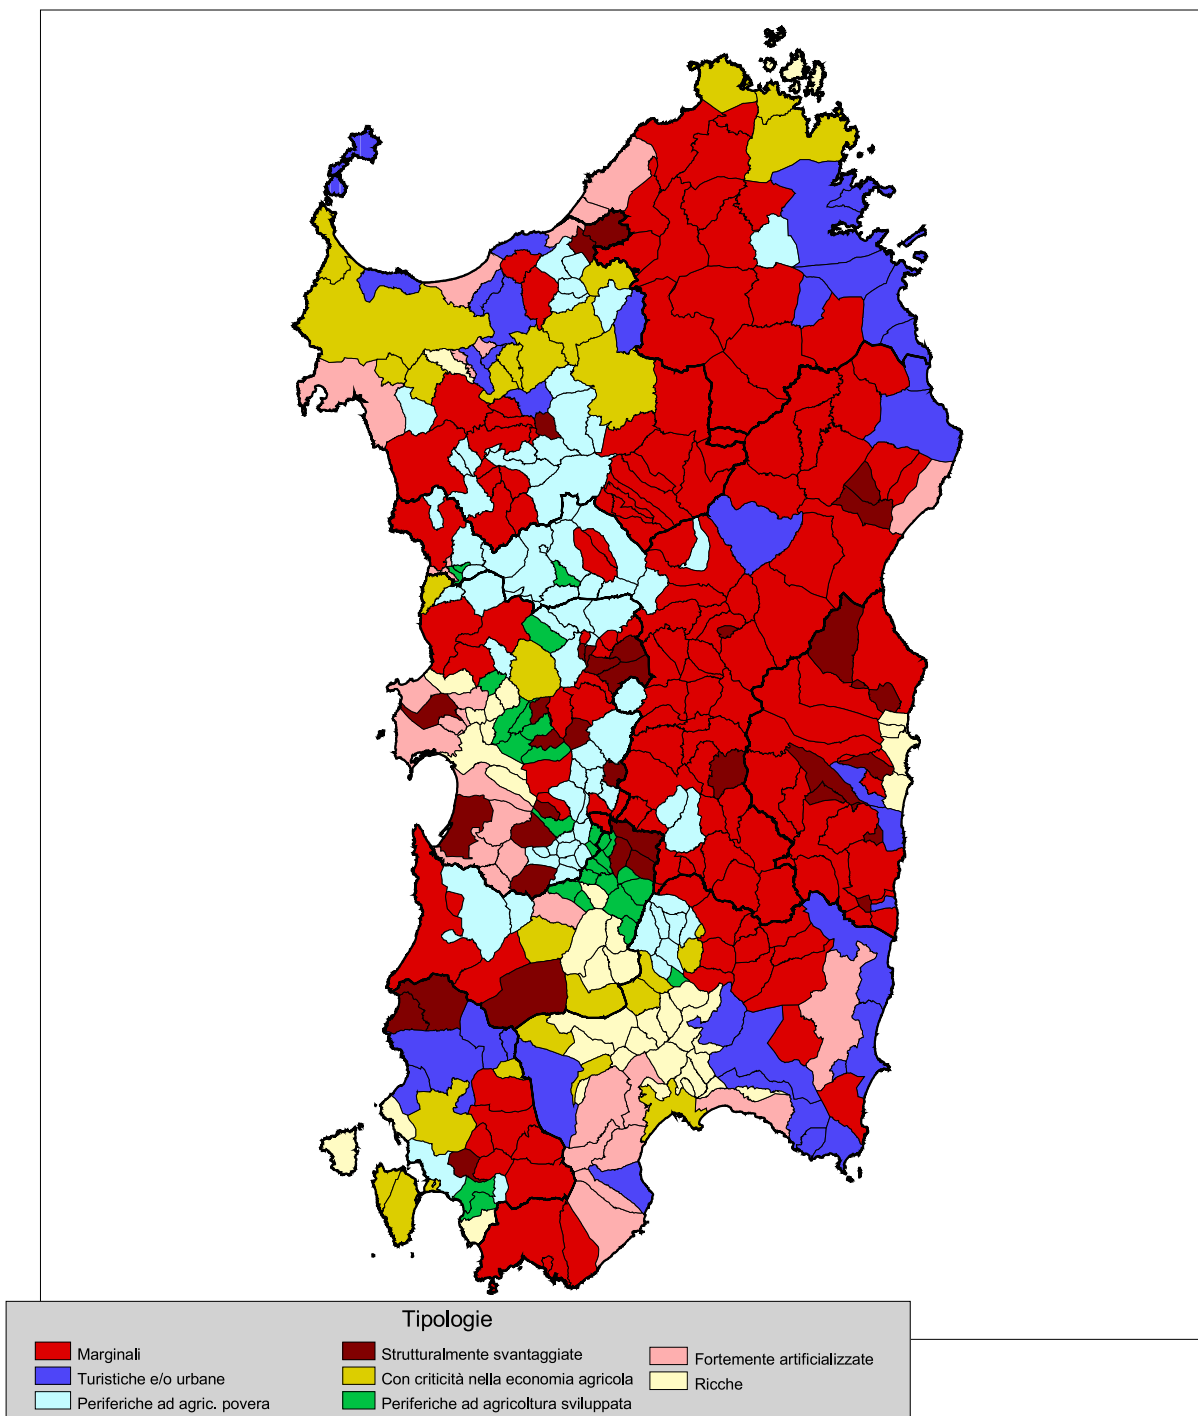 Tipologie
Marginali
Turistiche e/o urbane
Periferiche ad agric. povera
Strutturalmente svantaggiate
Con criticità nella economia agricola
Periferiche ad agricoltura sviluppata
Fortemente artificializzate
Ricche